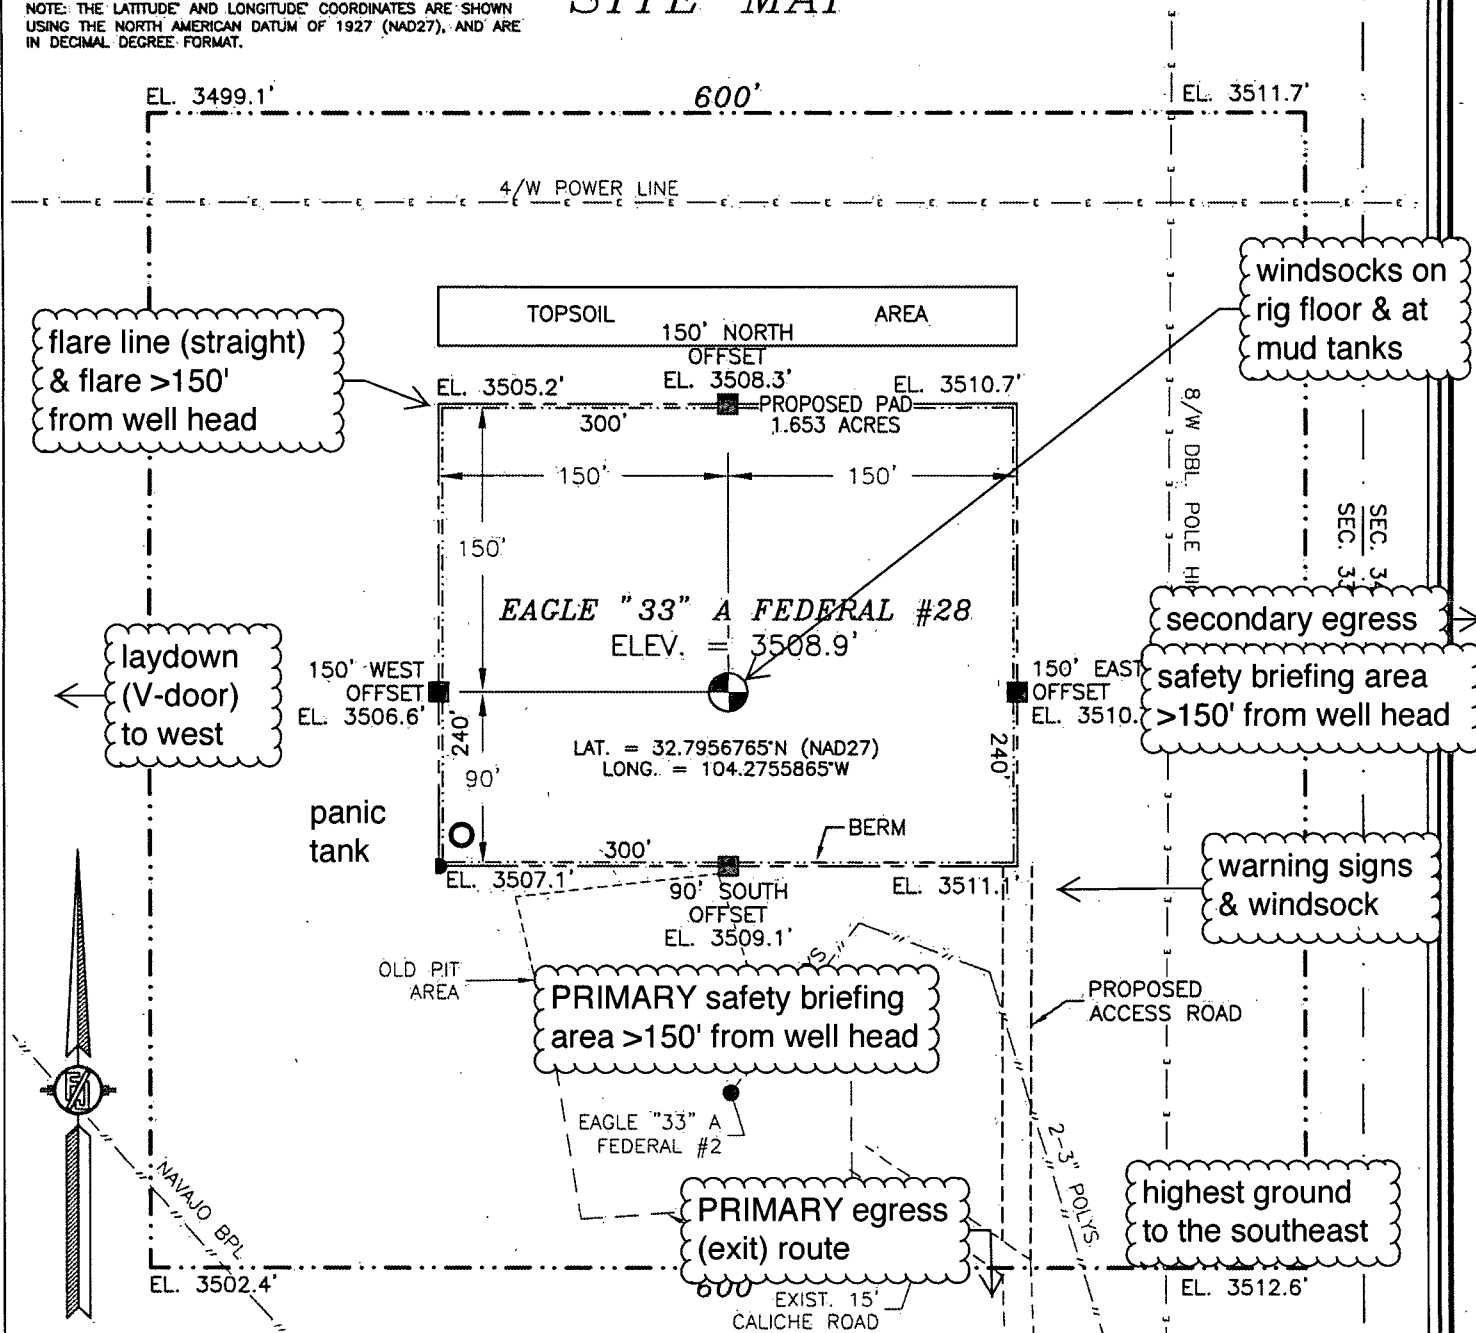 NOTE: THE LATITUDE AND LONGITUDE COORDINATES ARE SHOWN
USING THE NORTH AMERICAN DATUM OF 1927 (NAD27), AND ARE
IN DECIMAL DEGREE FORMAT.
SITE MAP
EL. 3499.1'
600'
EL. 3511.7'
4/W POWER LINE
windsocks on
rig floor & at
mud tanks
flare line (straight)
& flare >150'
from well head
TOPSOIL AREA
150' NORTH
OFFSET
EL. 3508.3'
EL. 3505.2'
EL. 3510.7'
PROPOSED PAD
1.653 ACRES
300'
150'
150'
150'
8/W DBL. POLE
SEC.
SEC.
EAGLE "33" A FEDERAL #28
ELEV. = 3508.9'
secondary egress
safety briefing area
>150' from well head
laydown
(V-door)
to west
150' WEST
OFFSET
EL. 3506.6'
150' EAST
OFFSET
EL. 3510.
240'
90'
240'
LAT. = 32.7956765°N (NAD27)
LONG. = 104.2755865°W
panic
tank
BERM
300'
EL. 3507.1'
90' SOUTH
OFFSET
EL. 3509.1'
EL. 3511.1'
warning signs
& windsock
OLD PIT
AREA
PRIMARY safety briefing
area >150' from well head
PROPOSED
ACCESS ROAD
EAGLE "33" A
FEDERAL #2
2-3" POLYS.
NAVAJO BPL
PRIMARY egress
(exit) route
highest ground
to the southeast
EL. 3502.4'
600'
EL. 3512.6'
EXIST. 15'
CALICHE ROAD